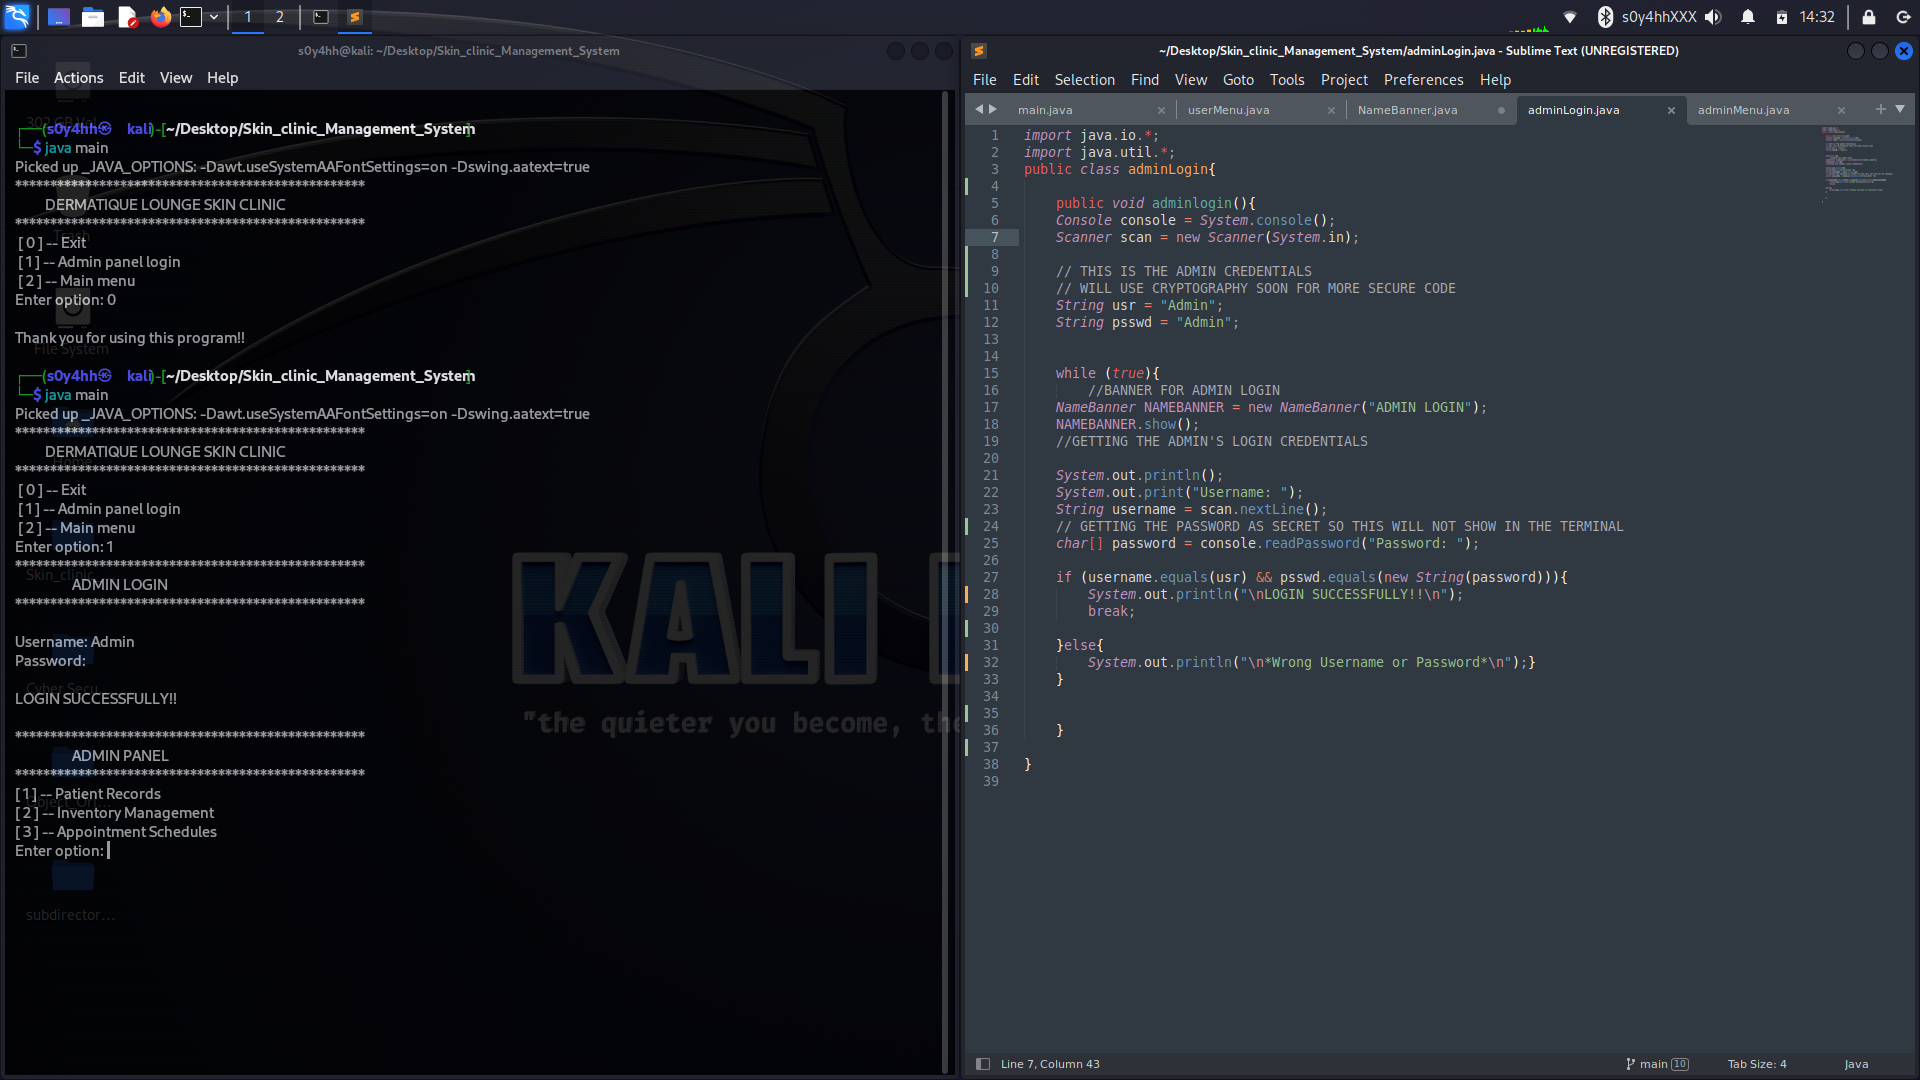 1
2
s0y4hhXXX
14:32
s0y4hh@kali: ~/Desktop/Skin_clinic_Management_System
File Actions Edit View Help
┌──(s0y4hh㉿ kali)-[~/Desktop/Skin_clinic_Management_System]
└─$ java main
Picked up _JAVA_OPTIONS: -Dawt.useSystemAAFontSettings=on -Dswing.aatext=true
**************************************************
DERMATIQUE LOUNGE SKIN CLINIC
**************************************************
[ 0 ] -- Exit
[ 1 ] -- Admin panel login
[ 2 ] -- Main menu
Enter option: 0
Thank you for using this program!!
┌──(s0y4hh㉿ kali)-[~/Desktop/Skin_clinic_Management_System]
└─$ java main
Picked up _JAVA_OPTIONS: -Dawt.useSystemAAFontSettings=on -Dswing.aatext=true
**************************************************
DERMATIQUE LOUNGE SKIN CLINIC
**************************************************
[ 0 ] -- Exit
[ 1 ] -- Admin panel login
[ 2 ] -- Main menu
Enter option: 1
**************************************************
ADMIN LOGIN
**************************************************
Username: Admin
Password:
LOGIN SUCCESSFULLY!!
**************************************************
ADMIN PANEL
**************************************************
[ 1 ] -- Patient Records
[ 2 ] -- Inventory Management
[ 3 ] -- Appointment Schedules
Enter option:
Trash
File System
Home
Skin_clinic
Cyber Secu...
subdirector...
KALI
"the quieter you become, the
~/Desktop/Skin_clinic_Management_System/adminLogin.java - Sublime Text (UNREGISTERED)
File Edit Selection Find View Goto Tools Project Preferences Help
main.java userMenu.java NameBanner.java adminLogin.java adminMenu.java
1 import java.io.*;
2 import java.util.*;
3 public class adminLogin{
4
5 public void adminlogin(){
6 Console console = System.console();
7 Scanner scan = new Scanner(System.in);
8
9 // THIS IS THE ADMIN CREDENTIALS
10 // WILL USE CRYPTOGRAPHY SOON FOR MORE SECURE CODE
11 String usr = "Admin";
12 String psswd = "Admin";
13
14
15 while (true){
16 //BANNER FOR ADMIN LOGIN
17 NameBanner NAMEBANNER = new NameBanner("ADMIN LOGIN");
18 NAMEBANNER.show();
19 //GETTING THE ADMIN'S LOGIN CREDENTIALS
20
21 System.out.println();
22 System.out.print("Username: ");
23 String username = scan.nextLine();
24 // GETTING THE PASSWORD AS SECRET SO THIS WILL NOT SHOW IN THE TERMINAL
25 char[] password = console.readPassword("Password: ");
26
27 if (username.equals(usr) && psswd.equals(new String(password))){
28 System.out.println("\nLOGIN SUCCESSFULLY!!\n");
29 break;
30
31 }else{
32 System.out.println("\n*Wrong Username or Password*\n");}
33 }
34
35
36 }
37
38 }
39
Line 7, Column 43
main 10
Tab Size: 4
Java